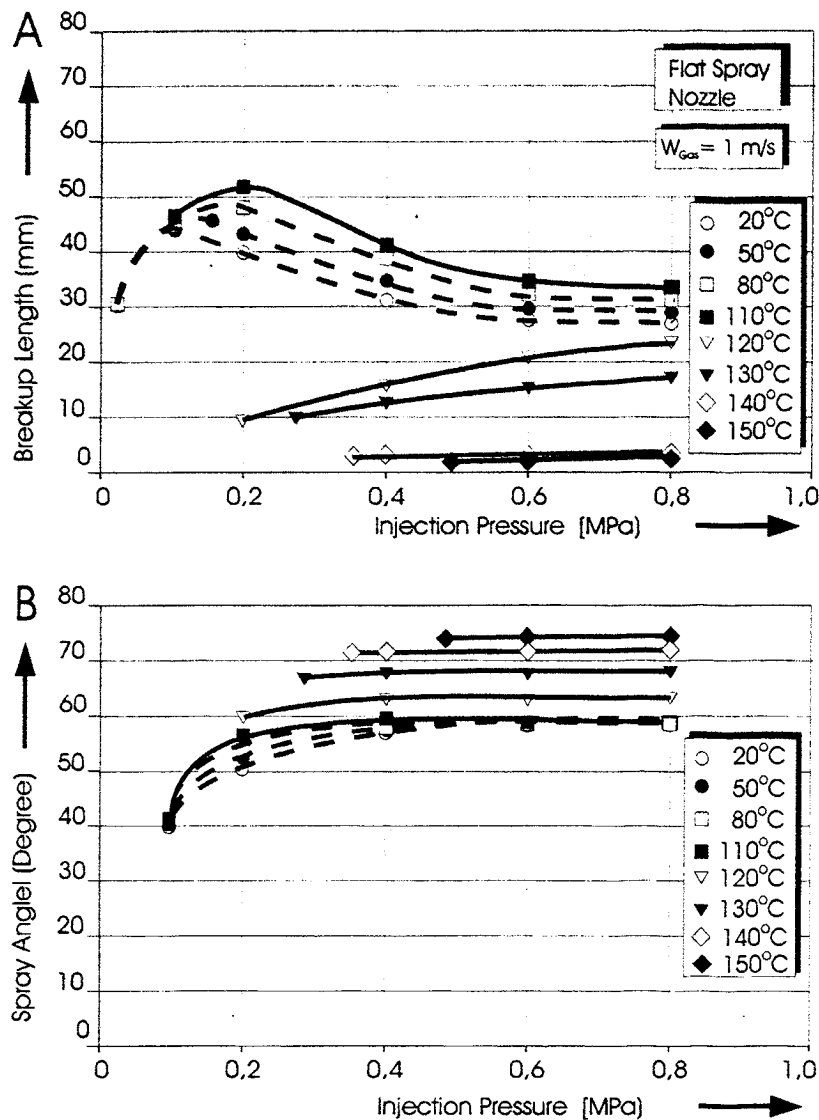 A
Breakup Length (mm)
80
70
60
50
40
30
20
10
0
Flat Spray
Nozzle
W_Gas = 1 m/s
20°C
50°C
80°C
110°C
120°C
130°C
140°C
150°C
0
0,2
0,4
0,6
0,8
1,0
Injection Pressure [MPa]
B
Spray Anglel (Degree)
80
70
60
50
40
30
20
10
0
20°C
50°C
80°C
110°C
120°C
130°C
140°C
150°C
0
0,2
0,4
0,6
0,8
1,0
Injection Pressure [MPa]